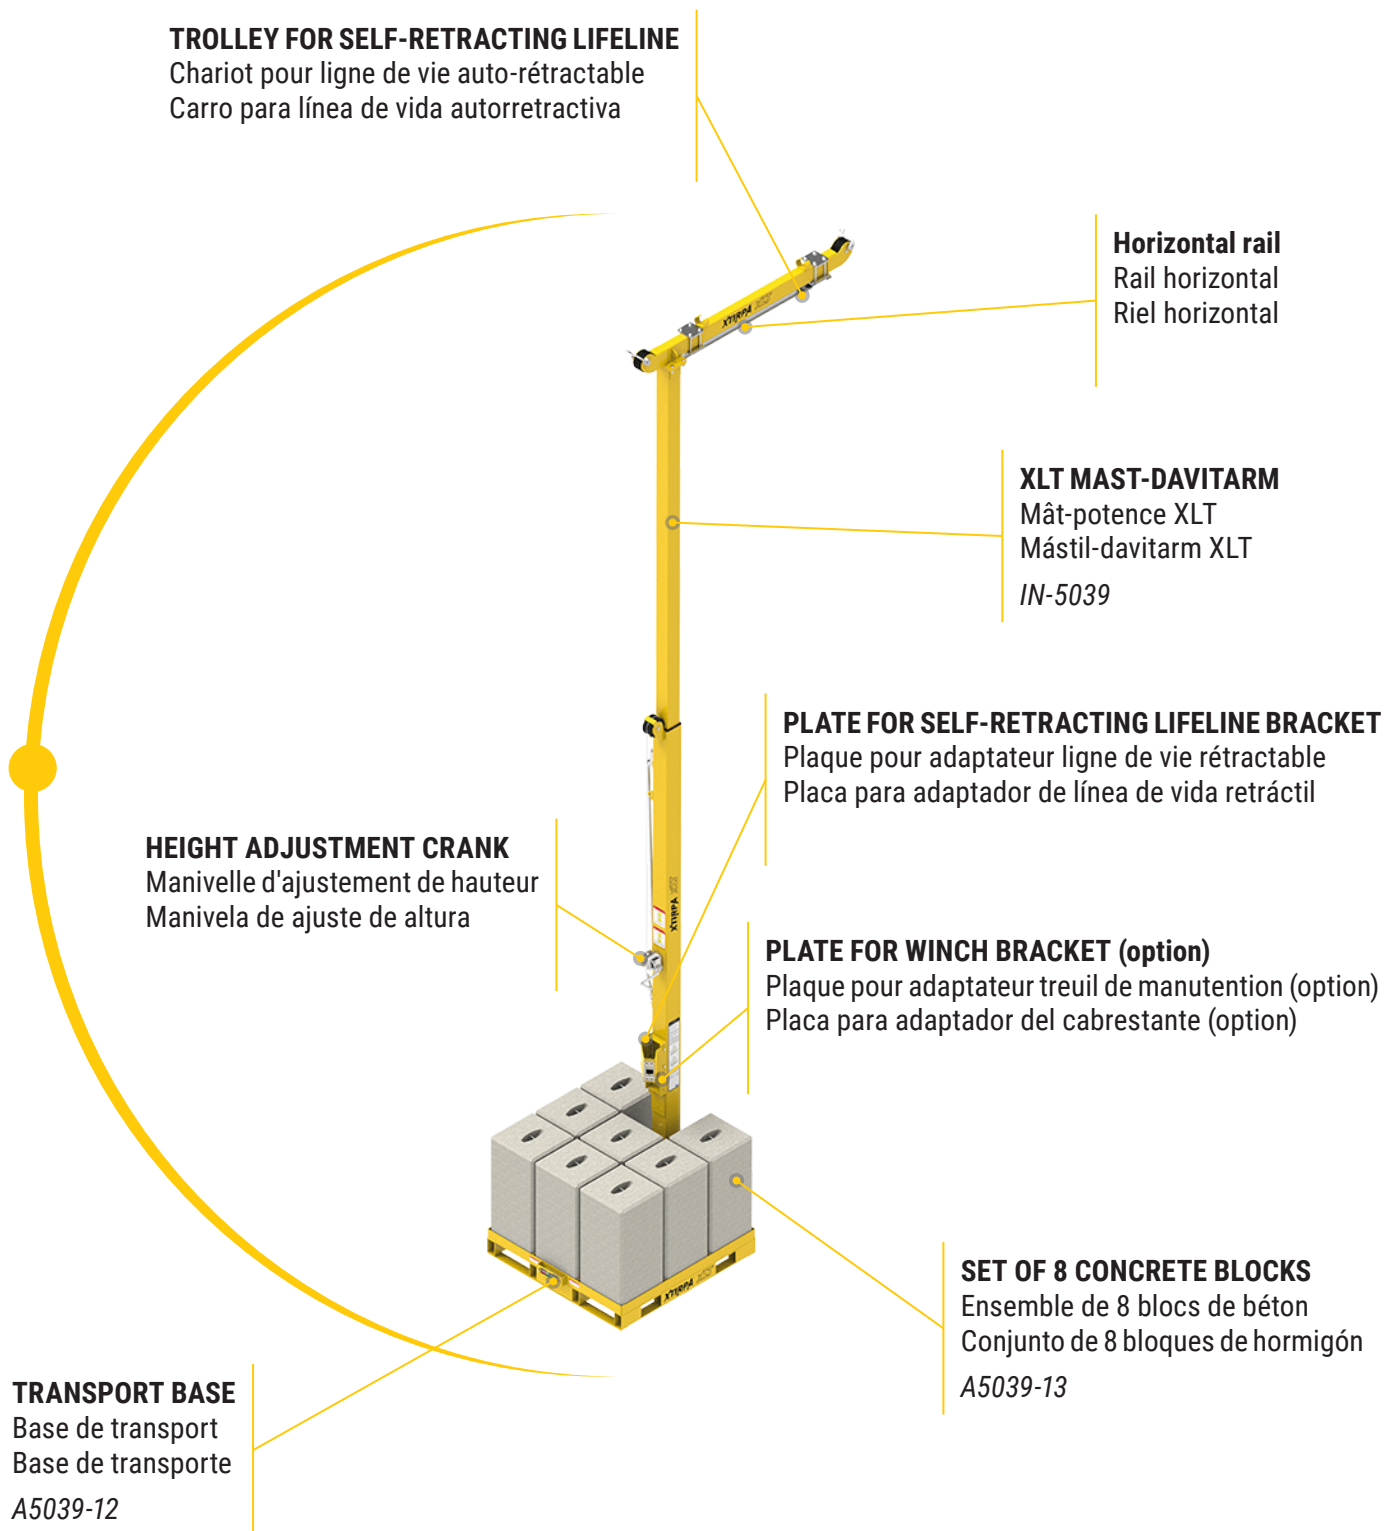 TROLLEY FOR SELF-RETRACTING LIFELINE
Chariot pour ligne de vie auto-rétractable
Carro para línea de vida autorretractiva
Horizontal rail
Rail horizontal
Riel horizontal
XTIRPA
XLT MAST-DAVITARM
Mât-potence XLT
Mástil-davitarm XLT
IN-5039
PLATE FOR SELF-RETRACTING LIFELINE BRACKET
Plaque pour adaptateur ligne de vie rétractable
Placa para adaptador de línea de vida retráctil
HEIGHT ADJUSTMENT CRANK
Manivelle d'ajustement de hauteur
Manivela de ajuste de altura
XTIRPA
PLATE FOR WINCH BRACKET (option)
Plaque pour adaptateur treuil de manutention (option)
Placa para adaptador del cabrestante (option)
XTIRPA
SET OF 8 CONCRETE BLOCKS
Ensemble de 8 blocs de béton
Conjunto de 8 bloques de hormigón
A5039-13
TRANSPORT BASE
Base de transport
Base de transporte
A5039-12